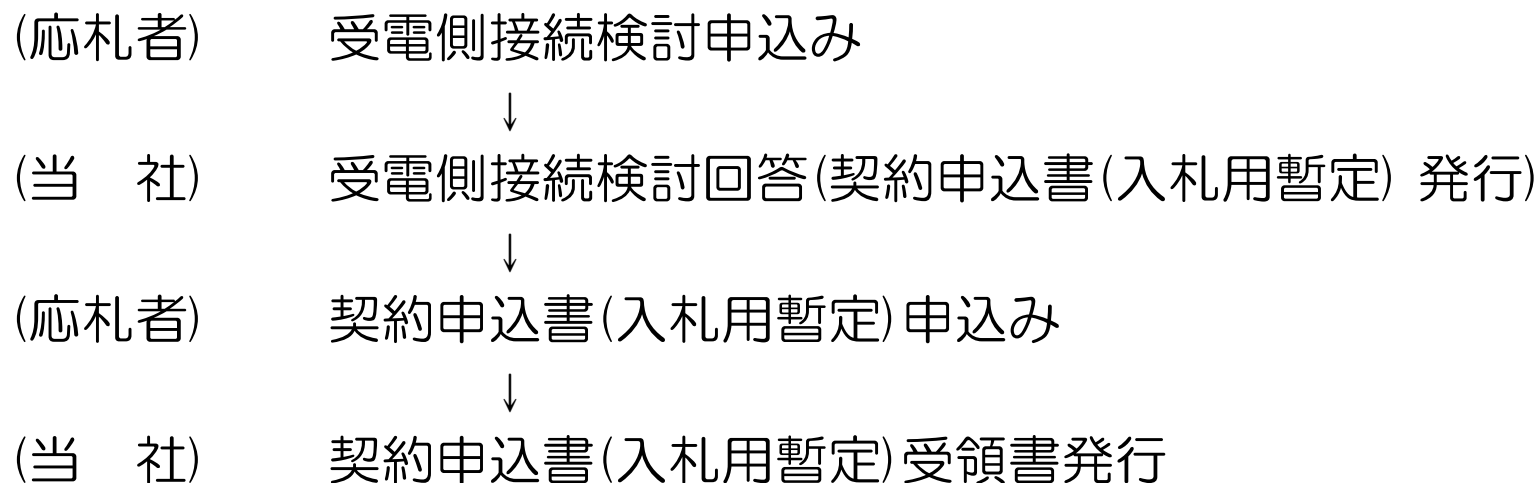 (応札者)　　受電側接続検討申込み
↓
(当　社)　　受電側接続検討回答(契約申込書(入札用暫定) 発行)
↓
(応札者)　　契約申込書(入札用暫定)申込み
↓
(当　社)　　契約申込書(入札用暫定)受領書発行